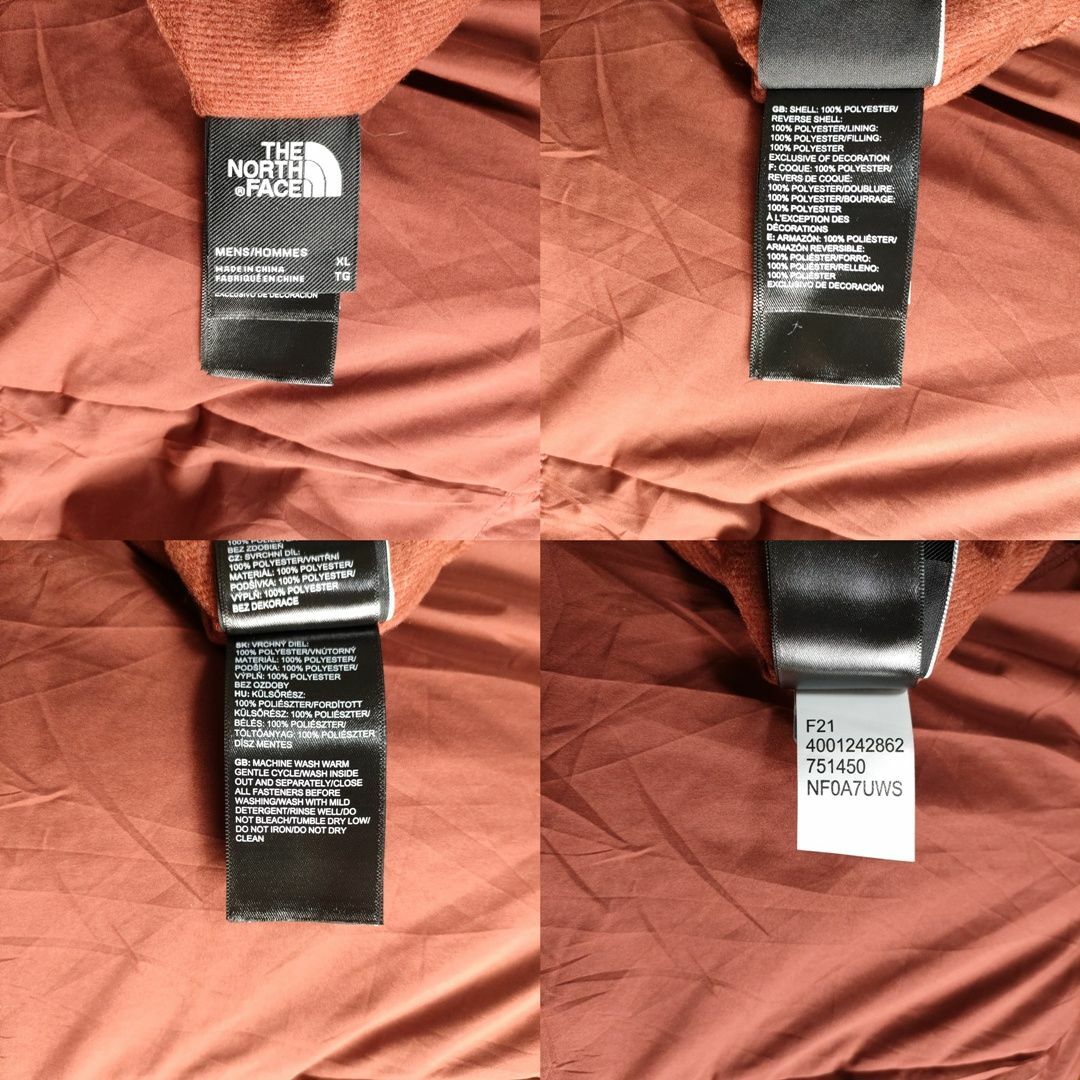 THE
NORTH
®FACE
MENS/HOMMES
XL
MADE IN CHINA
FABRIQUÉ EN CHINE
TG
EXCLUSIVO DE DECORACIÓN
GB: SHELL: 100% POLYESTER/
REVERSE SHELL:
100% POLYESTER/LINING:
100% POLYESTER/FILLING:
100% POLYESTER
EXCLUSIVE OF DECORATION
F: COQUE: 100% POLYESTER/
REVERS DE COQUE:
100% POLYESTER/DOUBLURE:
100% POLYESTER/BOURRAGE:
100% POLYESTER
À L'EXCEPTION DES
DÉCORATIONS
E: ARMAZÓN: 100% POLIÉSTER/
ARMAZÓN REVERSIBLE:
100% POLIÉSTER/FORRO:
100% POLIÉSTER/RELLENO:
100% POLIÉSTER
EXCLUSIVO DE DECORACIÓN
BEZ ZDOBIEŃ
CZ: SVRCHNÍ DÍL:
100% POLYESTER/VNITŘNÍ
MATERIÁL: 100% POLYESTER/
PODŠÍVKA: 100% POLYESTER/
VÝPLŇ: 100% POLYESTER
BEZ DEKORACE
SK: VRCHNÝ DIEL:
100% POLYESTER/VNÚTORNÝ
MATERIÁL: 100% POLYESTER/
PODŠÍVKA: 100% POLYESTER/
VÝPLŇ: 100% POLYESTER
BEZ OZDOBY
HU: KÜLSŐRÉSZ:
100% POLIÉSZTER/FORDÍTOTT
KÜLSŐRÉSZ: 100% POLIÉSZTER/
BÉLÉS: 100% POLIÉSZTER/
TÖLTŐANYAG: 100% POLIÉSZTER
DÍSZ MENTES
GB: MACHINE WASH WARM
GENTLE CYCLE/WASH INSIDE
OUT AND SEPARATELY/CLOSE
ALL FASTENERS BEFORE
WASHING/WASH WITH MILD
DETERGENT/RINSE WELL/DO
NOT BLEACH/TUMBLE DRY LOW/
DO NOT IRON/DO NOT DRY
CLEAN
F21
4001242862
751450
NF0A7UWS